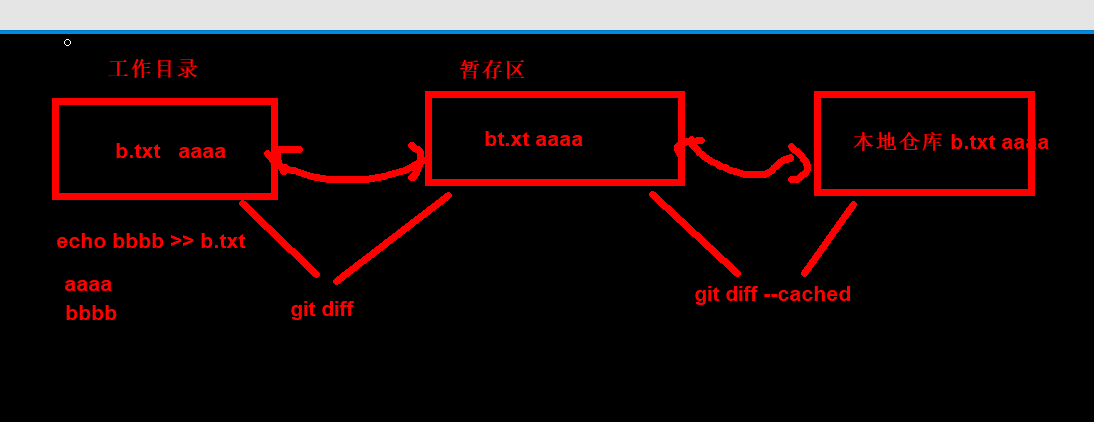 工作目录
暂存区
b.txt aaaa
bt.xt aaaa
本地仓库 b.txt aaaa
echo bbbb >> b.txt
aaaa
bbbb
git diff
git diff --cached